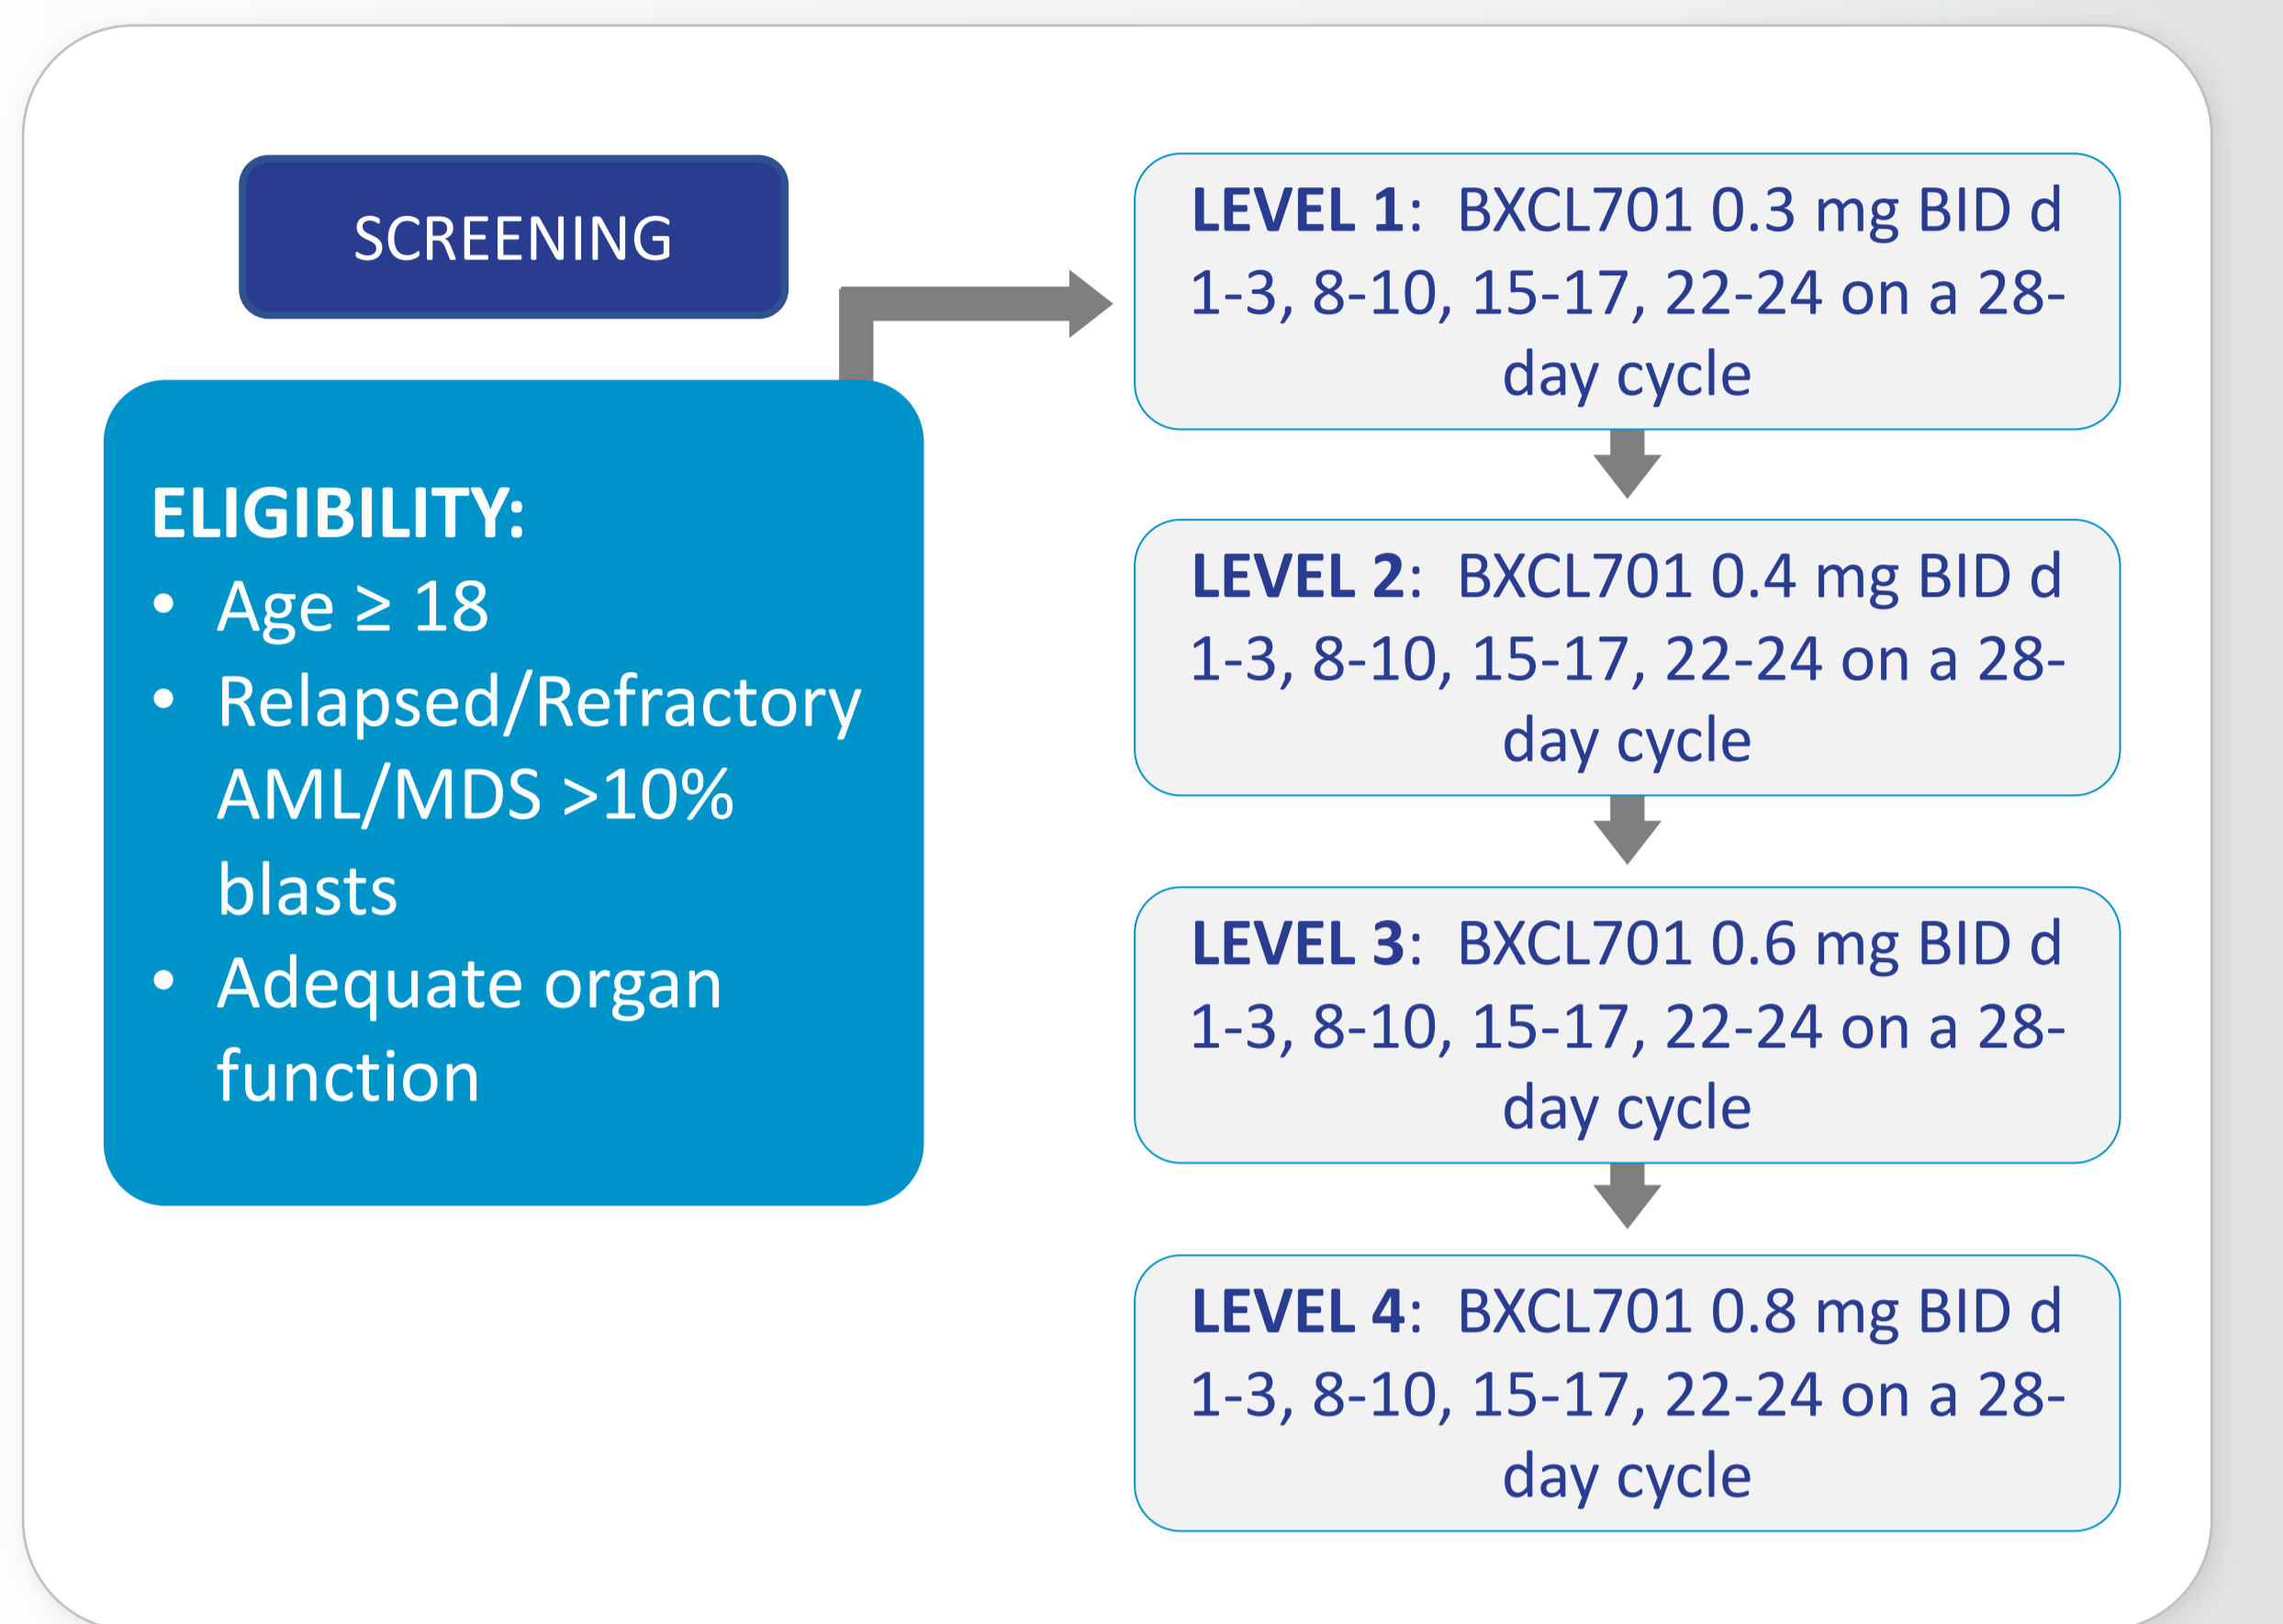 SCREENING
ELIGIBILITY:
• Age ≥ 18
• Relapsed/Refractory
AML/MDS >10%
blasts
• Adequate organ
function
LEVEL 1: BXCL701 0.3 mg BID d
1-3, 8-10, 15-17, 22-24 on a 28-
day cycle
LEVEL 2: BXCL701 0.4 mg BID d
1-3, 8-10, 15-17, 22-24 on a 28-
day cycle
LEVEL 3: BXCL701 0.6 mg BID d
1-3, 8-10, 15-17, 22-24 on a 28-
day cycle
LEVEL 4: BXCL701 0.8 mg BID d
1-3, 8-10, 15-17, 22-24 on a 28-
day cycle